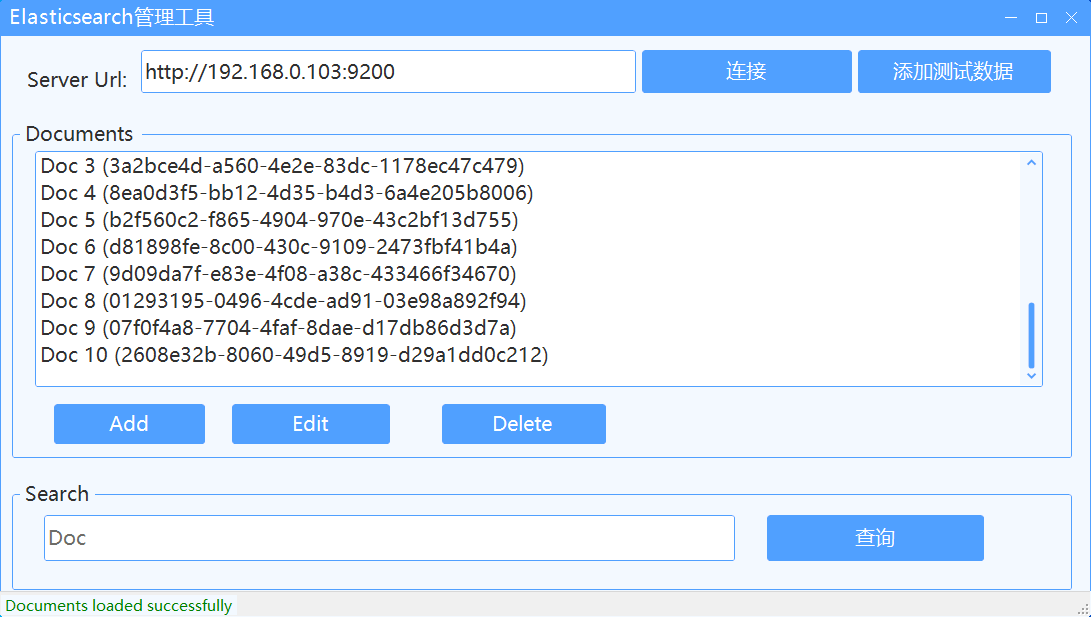 Elasticsearch管理工具
Server Url: http://192.168.0.103:9200 连接 添加测试数据
Documents
Doc 3 (3a2bce4d-a560-4e2e-83dc-1178ec47c479)
Doc 4 (8ea0d3f5-bb12-4d35-b4d3-6a4e205b8006)
Doc 5 (b2f560c2-f865-4904-970e-43c2bf13d755)
Doc 6 (d81898fe-8c00-430c-9109-2473fbf41b4a)
Doc 7 (9d09da7f-e83e-4f08-a38c-433466f34670)
Doc 8 (01293195-0496-4cde-ad91-03e98a892f94)
Doc 9 (07f0f4a8-7704-4faf-8dae-d17db86d3d7a)
Doc 10 (2608e32b-8060-49d5-8919-d29a1dd0c212)
Add Edit Delete
Search
Doc 查询
Documents loaded successfully